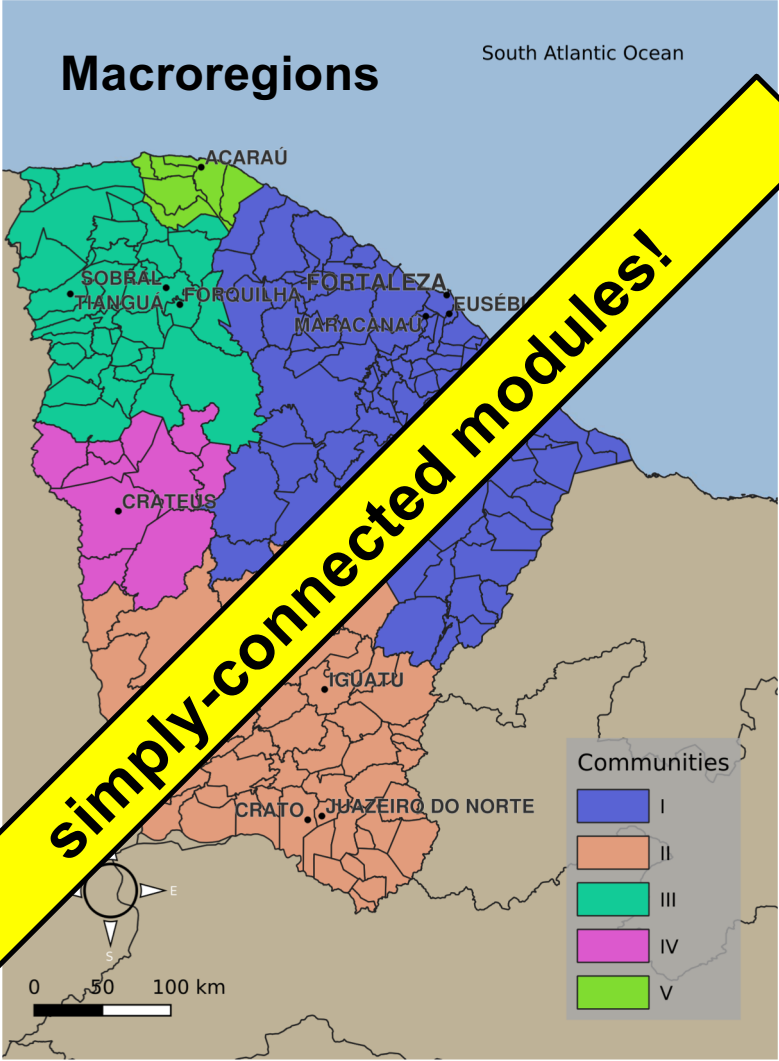 South Atlantic Ocean
Macroregions
ACARAÚ
SOBRAL
FORTALEZA
TIANGUÁ
FORQUILHA
EUSÉBI
MARACANAÚ
simply-connected modules!
CRATEÚS
IGUATU
Communities
CRATO
JUAZEIRO DO NORTE
I
II
III
E
IV
S
0 50 100 km
V